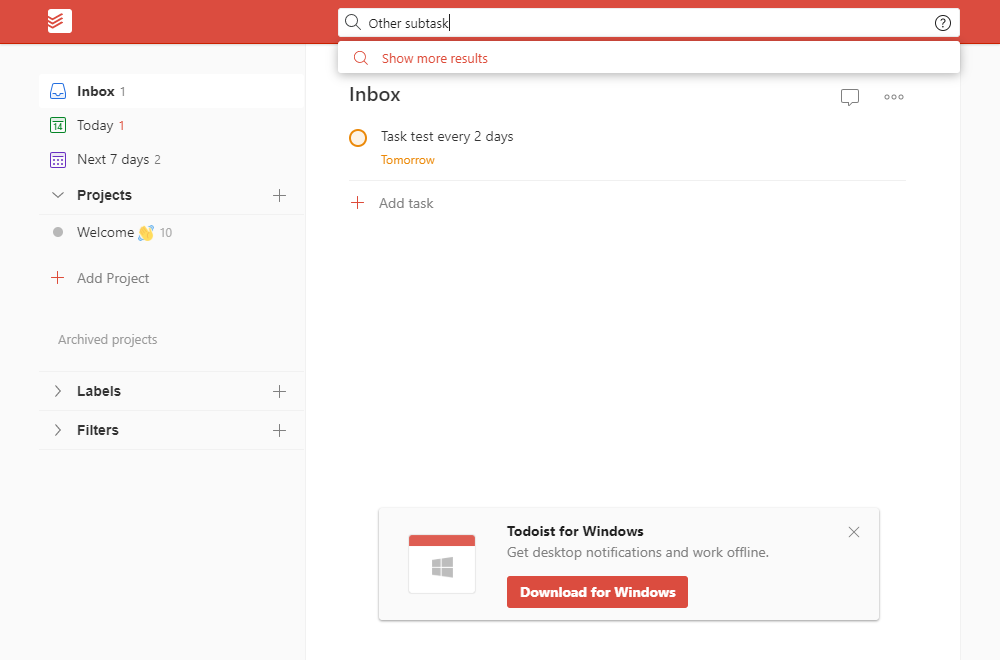 Other subtask
Show more results
Inbox 1
Today 1
Next 7 days 2
Projects
Welcome 👋 10
Add Project
Archived projects
Labels
Filters
Inbox
Task test every 2 days
Tomorrow
Add task
Todoist for Windows
Get desktop notifications and work offline.
Download for Windows
14
?